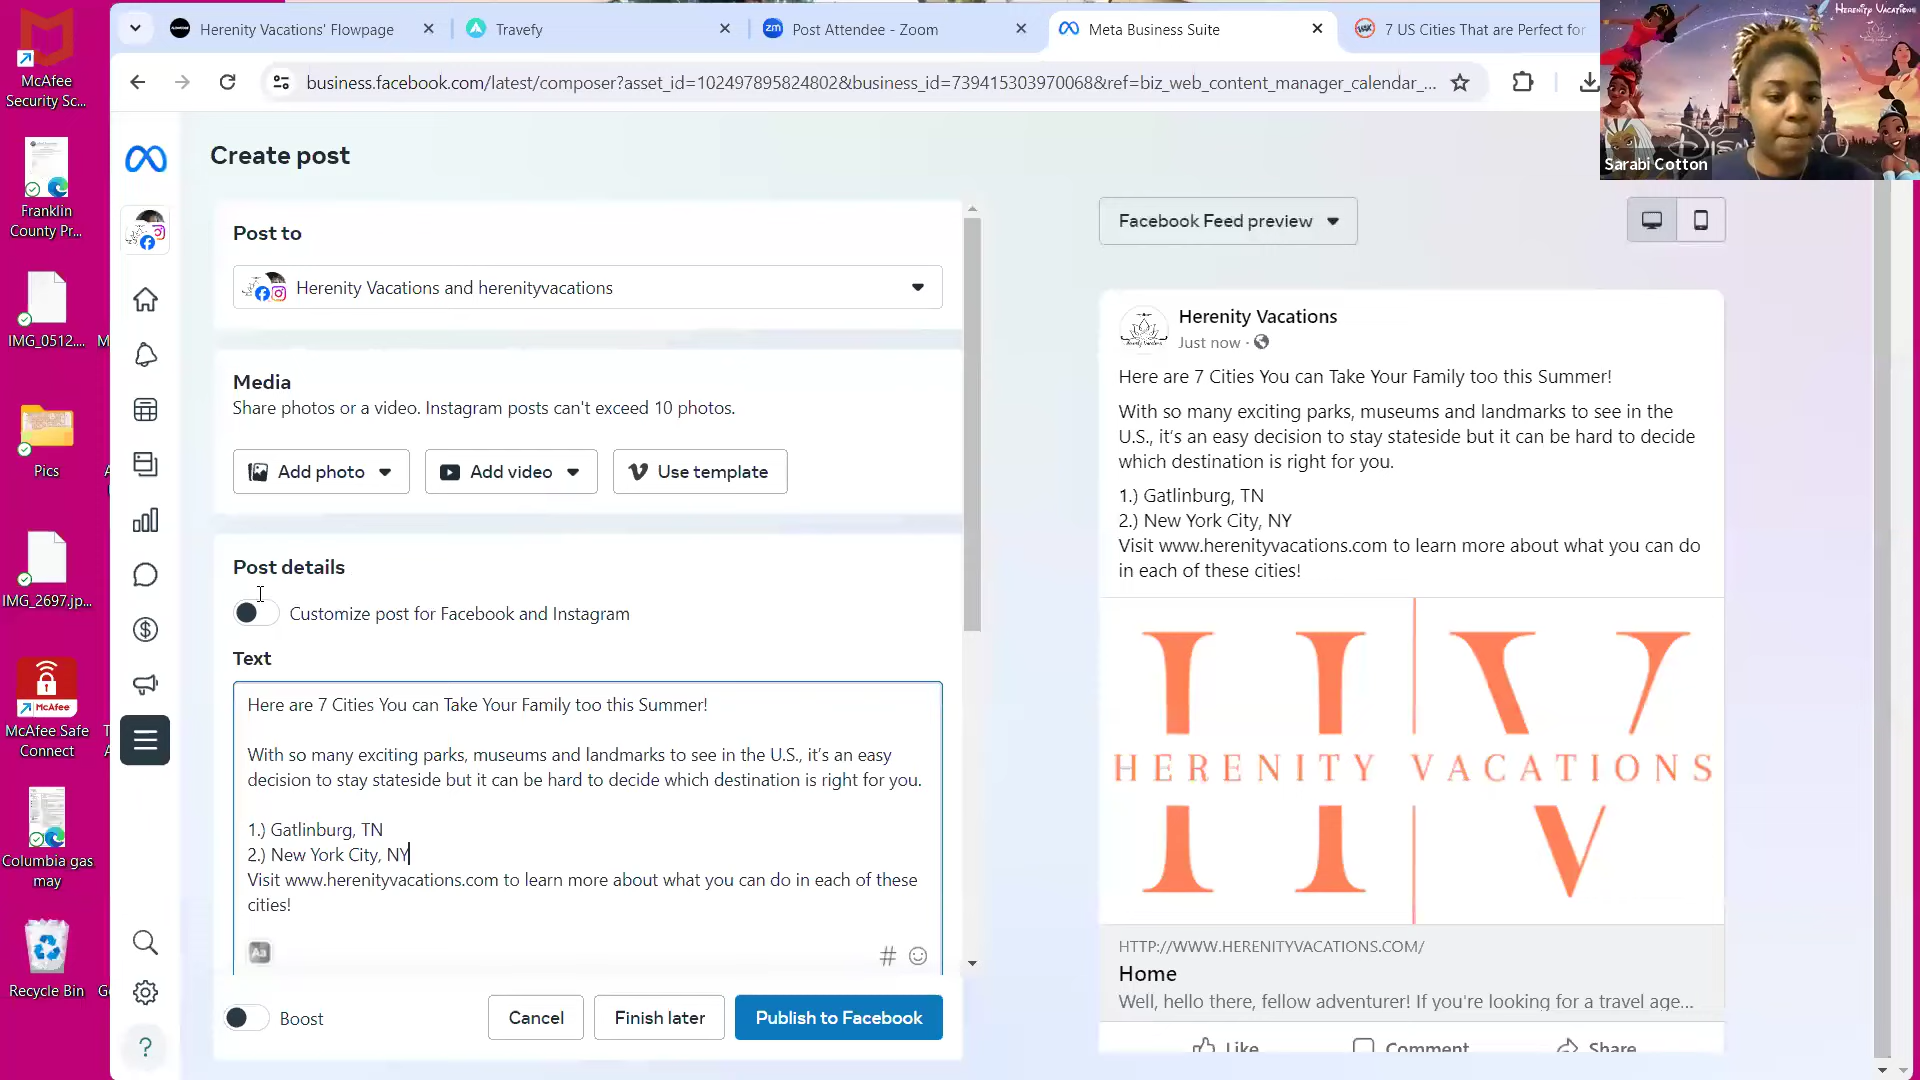 Herenity Vacations' Flowpage
Travefy
zm Post Attendee - Zoom
Meta Business Suite
7 US Cities That are Perfect for
business.facebook.com/latest/composer?asset_id=102497895824802&business_id=739415303970068&ref=biz_web_content_manager_calendar_...
Herenity Vacations
Sarabi Cotton
McAfee
Security Sc...
Franklin
County Pr...
IMG_0512....
Pics
IMG_2697.jp...
McAfee
McAfee Safe
Connect
Columbia gas
may
Recycle Bin
Create post
Post to
Herenity Vacations and herenityvacations
Media
Share photos or a video. Instagram posts can't exceed 10 photos.
Add photo
Add video
Use template
Post details
Customize post for Facebook and Instagram
Text
Here are 7 Cities You can Take Your Family too this Summer!
With so many exciting parks, museums and landmarks to see in the U.S., it's an easy
decision to stay stateside but it can be hard to decide which destination is right for you.
1.) Gatlinburg, TN
2.) New York City, NY
Visit www.herenityvacations.com to learn more about what you can do in each of these
cities!
Aa
#
Boost
Cancel
Finish later
Publish to Facebook
?
Facebook Feed preview
Herenity Vacations
Just now ·
Here are 7 Cities You can Take Your Family too this Summer!
With so many exciting parks, museums and landmarks to see in the
U.S., it's an easy decision to stay stateside but it can be hard to decide
which destination is right for you.
1.) Gatlinburg, TN
2.) New York City, NY
Visit www.herenityvacations.com to learn more about what you can do
in each of these cities!
HV
HERENITY VACATIONS
HTTP://WWW.HERENITYVACATIONS.COM/
Home
Well, hello there, fellow adventurer! If you're looking for a travel age...
Like
Comment
Share